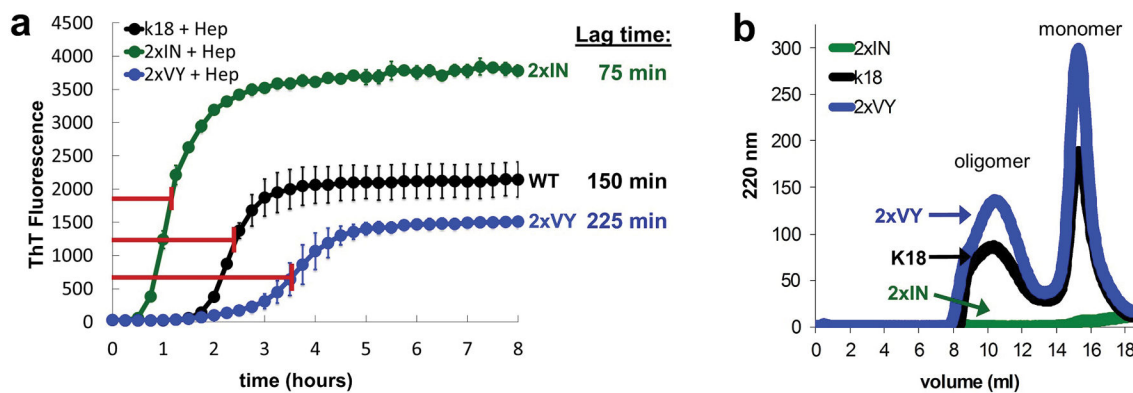 a
k18 + Hep
2xIN + Hep
2xVY + Hep
Lag time:
4500
4000
3500
3000
2500
2000
1500
1000
500
0
ThT Fluorescence
2xIN 75 min
WT 150 min
2xVY 225 min
0 1 2 3 4 5 6 7 8
time (hours)
b
monomer
2xIN
k18
2xVY
oligomer
2xVY
K18
2xIN
300
250
200
150
100
50
0
220 nm
0 2 4 6 8 10 12 14 16 18
volume (ml)